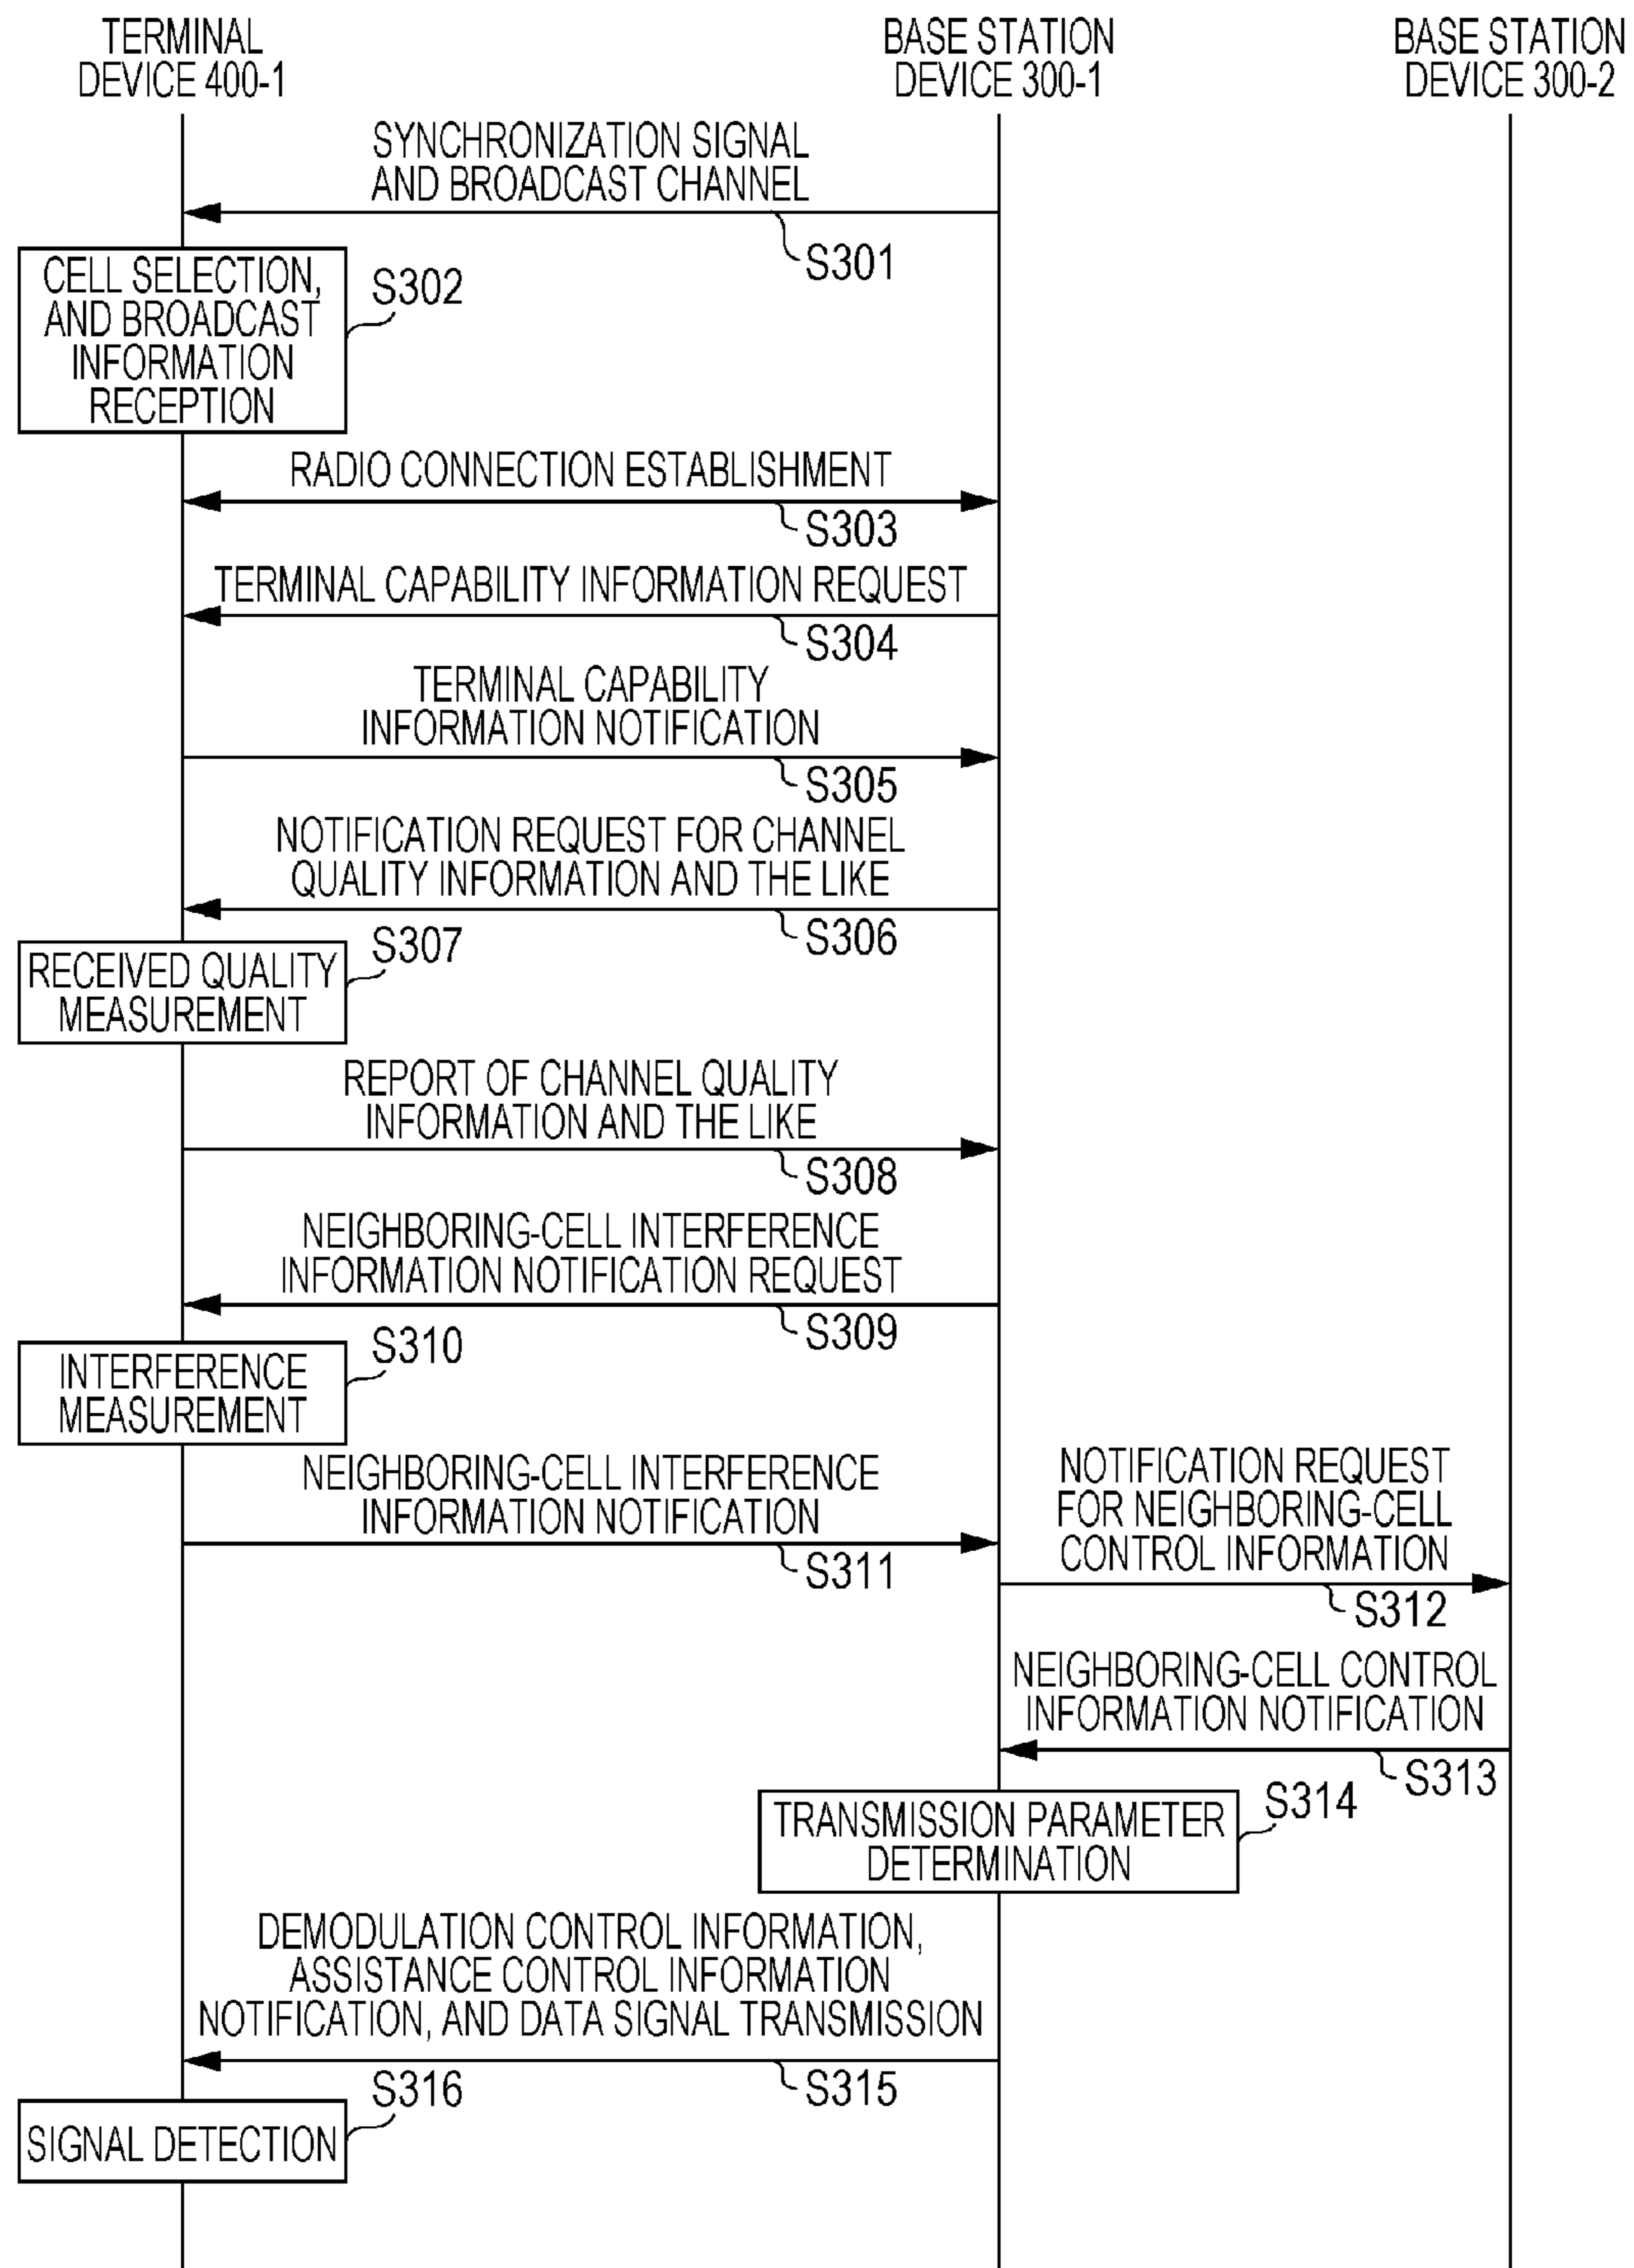 TERMINAL
DEVICE 400-1
BASE STATION
DEVICE 300-1
BASE STATION
DEVICE 300-2
SYNCHRONIZATION SIGNAL
AND BROADCAST CHANNEL
S301
CELL SELECTION,
AND BROADCAST
INFORMATION
RECEPTION
S302
RADIO CONNECTION ESTABLISHMENT
S303
TERMINAL CAPABILITY INFORMATION REQUEST
S304
TERMINAL CAPABILITY
INFORMATION NOTIFICATION
S305
NOTIFICATION REQUEST FOR CHANNEL
QUALITY INFORMATION AND THE LIKE
S306
RECEIVED QUALITY
MEASUREMENT
S307
REPORT OF CHANNEL QUALITY
INFORMATION AND THE LIKE
S308
NEIGHBORING-CELL INTERFERENCE
INFORMATION NOTIFICATION REQUEST
S309
INTERFERENCE
MEASUREMENT
S310
NEIGHBORING-CELL INTERFERENCE
INFORMATION NOTIFICATION
S311
NOTIFICATION REQUEST
FOR NEIGHBORING-CELL
CONTROL INFORMATION
S312
NEIGHBORING-CELL CONTROL
INFORMATION NOTIFICATION
S313
TRANSMISSION PARAMETER
DETERMINATION
S314
DEMODULATION CONTROL INFORMATION,
ASSISTANCE CONTROL INFORMATION
NOTIFICATION, AND DATA SIGNAL TRANSMISSION
S315
SIGNAL DETECTION
S316